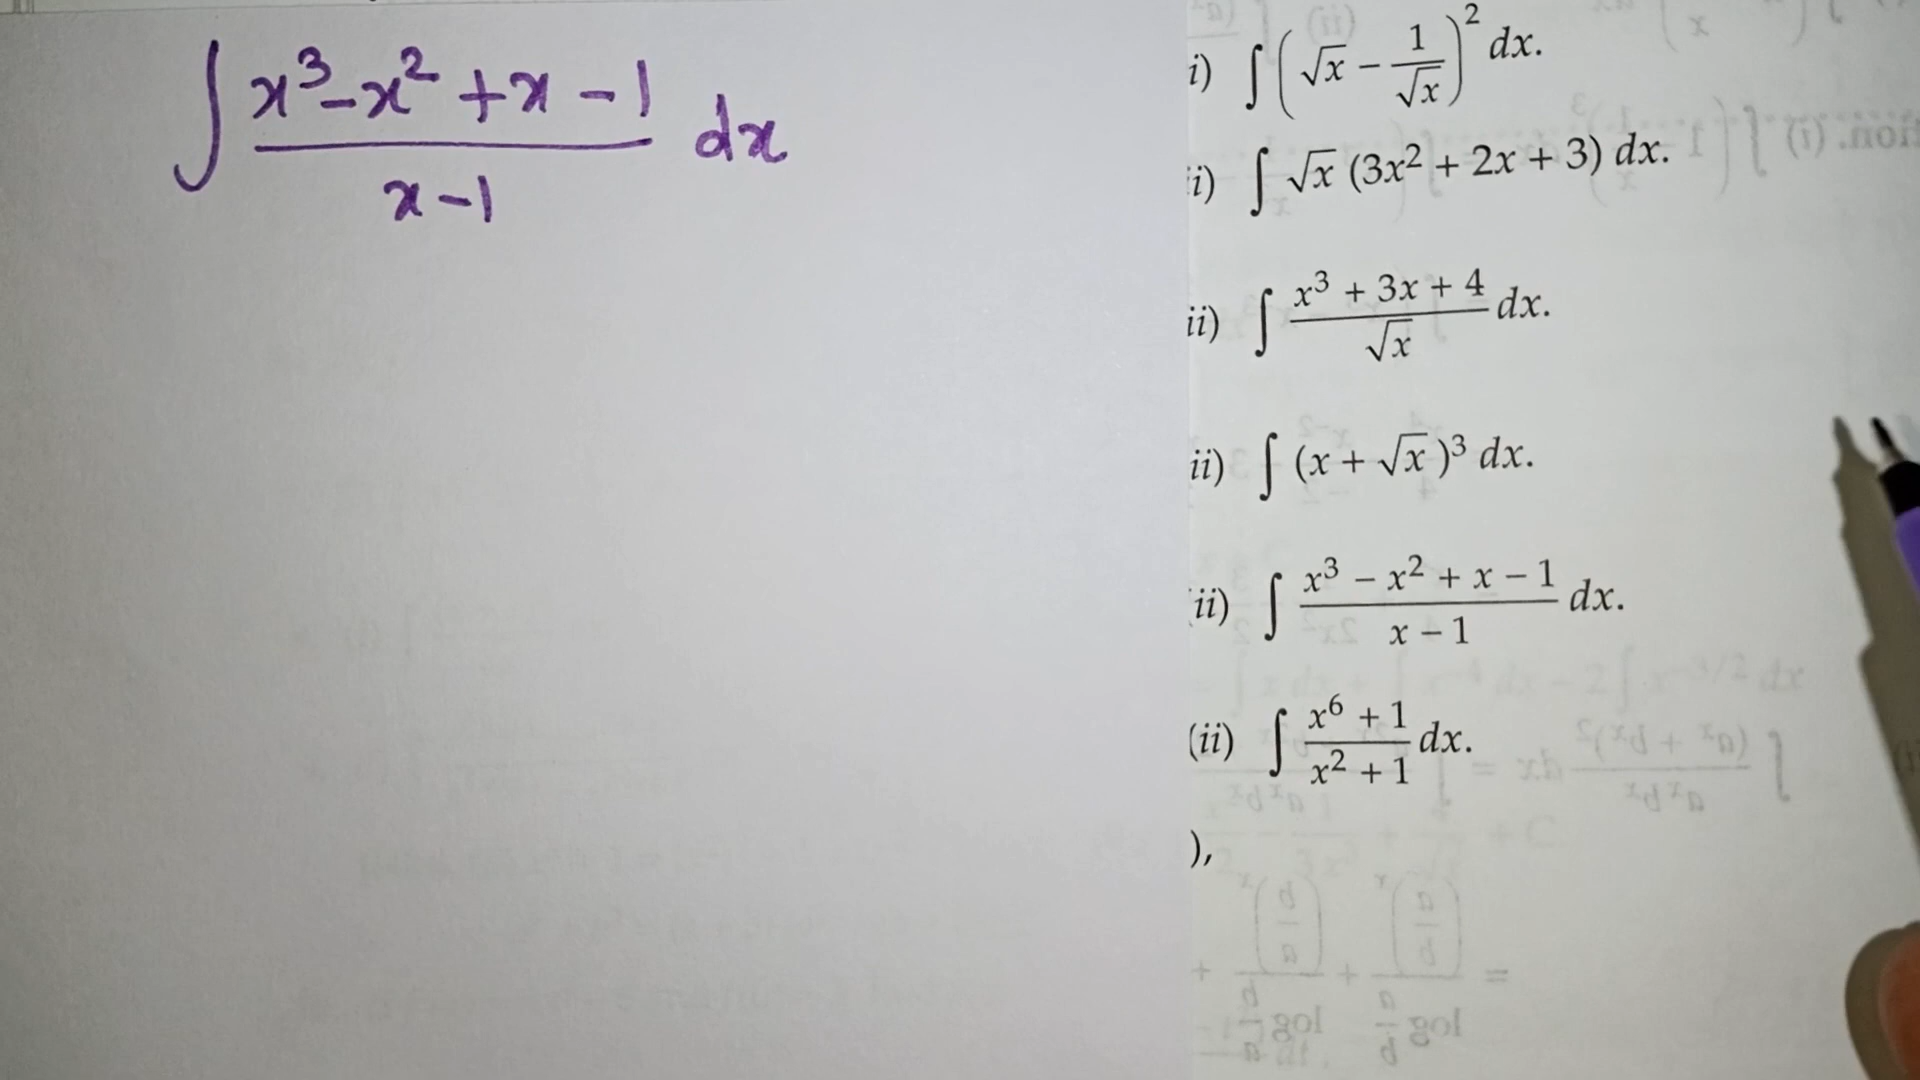 ∫ (x³ - x² + x - 1)/(x - 1) dx
i) ∫ (√x − 1/√x)² dx.
i) ∫ √x (3x² + 2x + 3) dx.
ii) ∫ (x³ + 3x + 4)/√x dx.
ii) ∫ (x + √x)³ dx.
ii) ∫ (x³ − x² + x − 1)/(x − 1) dx.
(ii) ∫ (x⁶ + 1)/(x² + 1) dx.
),